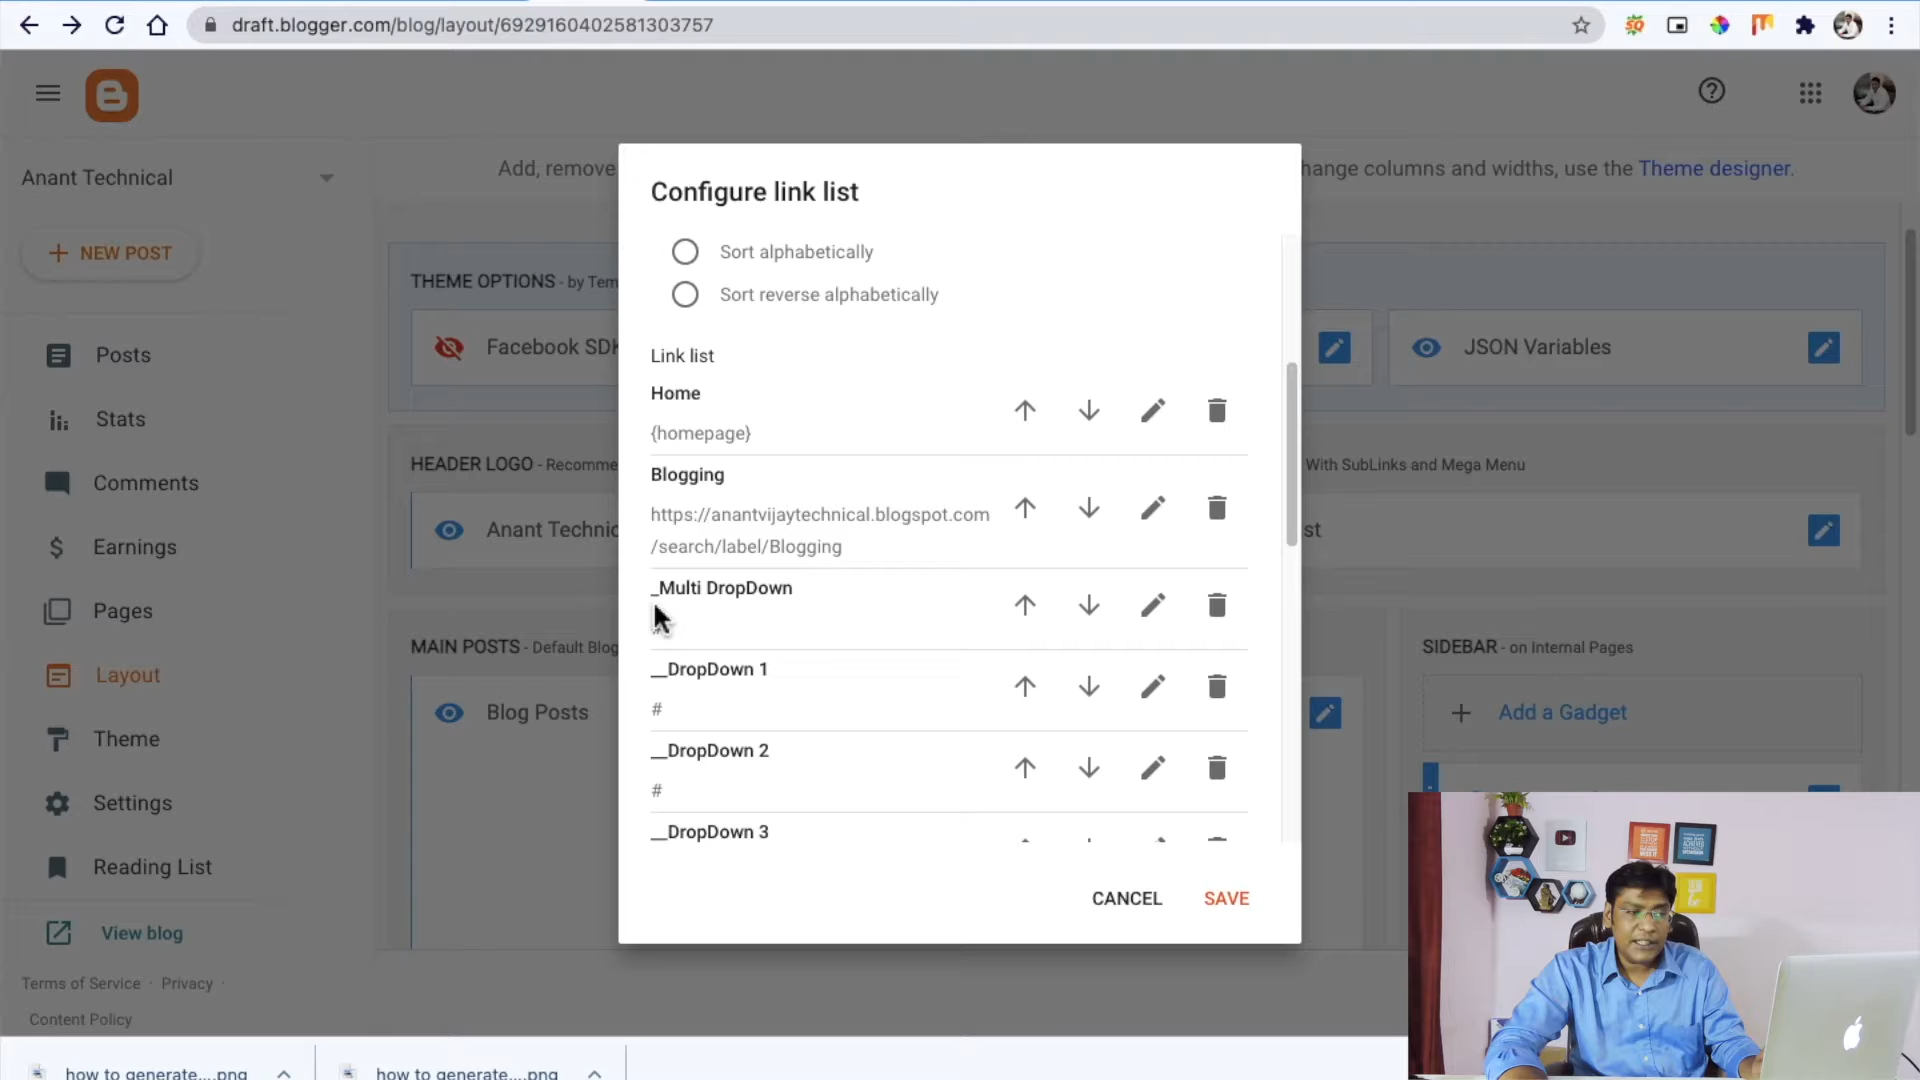 draft.blogger.com/blog/layout/6929160402581303757
Anant Technical
NEW POST
Posts
Stats
Comments
Earnings
Pages
Layout
Theme
Settings
Reading List
View blog
Terms of Service · Privacy ·
Content Policy
Add, remove
hange columns and widths, use the Theme designer.
THEME OPTIONS - by Tem
Facebook SDK
JSON Variables
HEADER LOGO - Recomme
With SubLinks and Mega Menu
Anant Technic
st
MAIN POSTS - Default Blog
Blog Posts
SIDEBAR - on Internal Pages
Add a Gadget
Configure link list
Sort alphabetically
Sort reverse alphabetically
Link list
Home
{homepage}
Blogging
https://anantvijaytechnical.blogspot.com
/search/label/Blogging
_Multi DropDown
__DropDown 1
#
__DropDown 2
#
__DropDown 3
CANCEL
SAVE
how to generate....png
how to generate....png